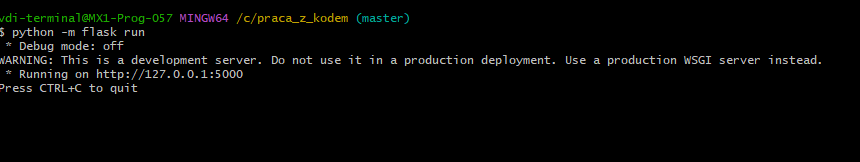 vdi-terminal@MX1-Prog-057 MINGW64 /c/praca_z_kodem (master)
$ python -m flask run
 * Debug mode: off
WARNING: This is a development server. Do not use it in a production deployment. Use a production WSGI server instead.
 * Running on http://127.0.0.1:5000
Press CTRL+C to quit